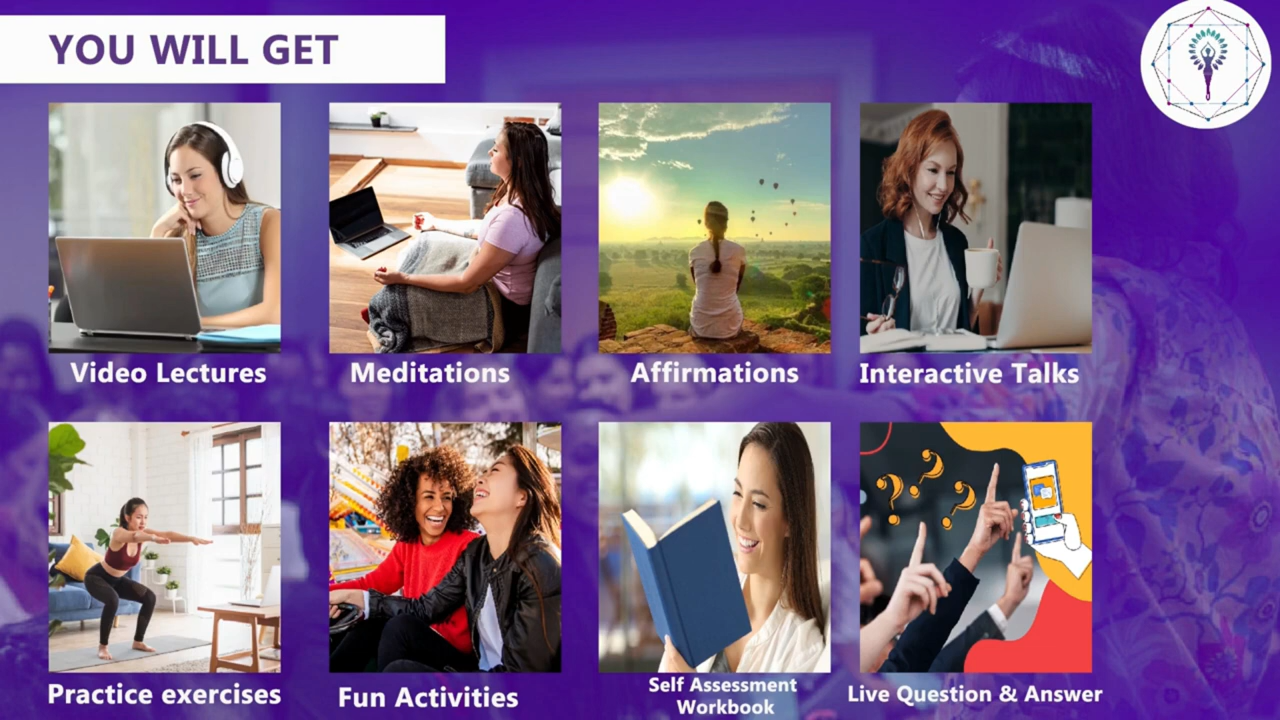 YOU WILL GET
Video Lectures
Meditations
Affirmations
Interactive Talks
Practice exercises
Fun Activities
Self Assessment
Workbook
Live Question & Answer